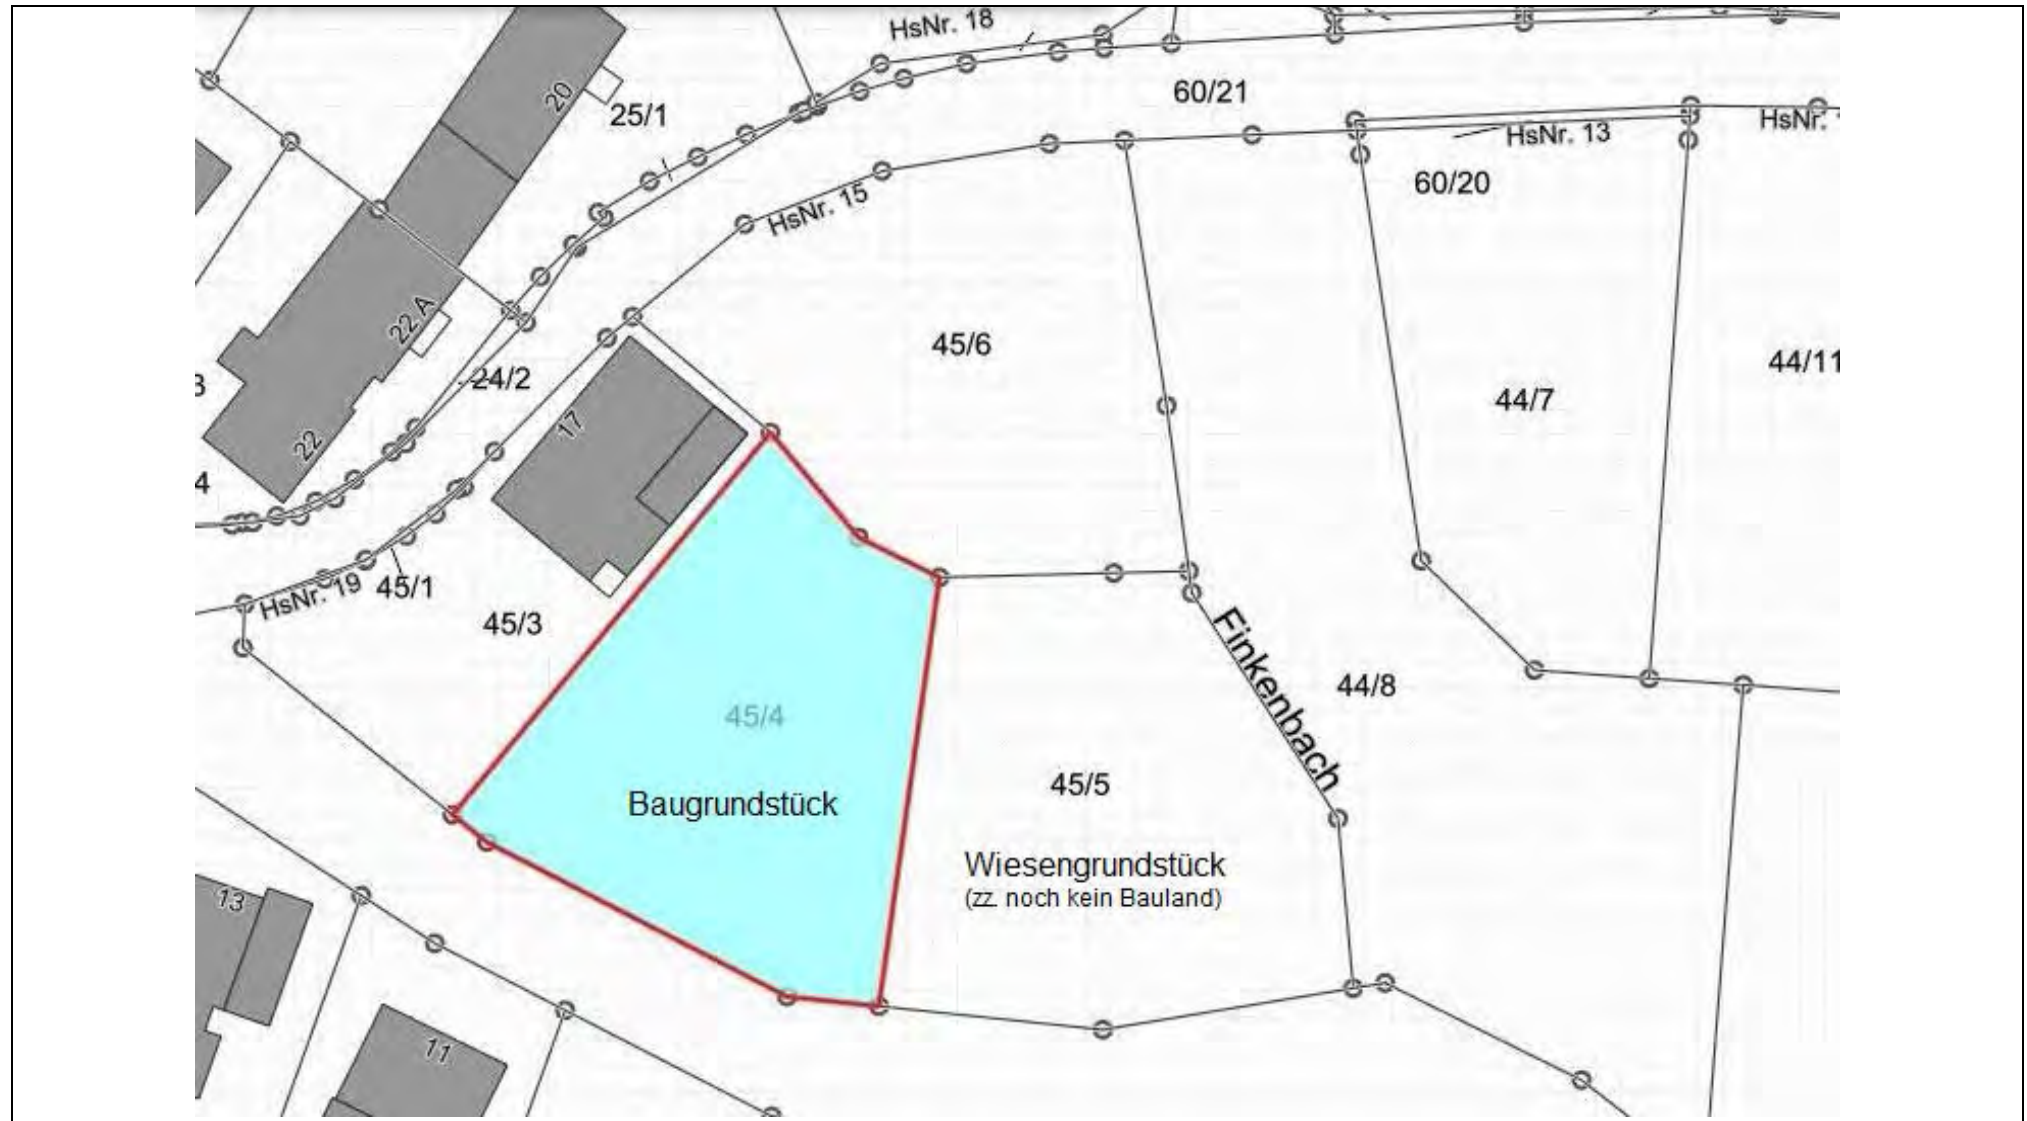 HsNr. 18
20
25/1
60/21
HsNr. 13
HsNr.
60/20
HsNr. 15
22 A
45/6
44/11
24/2
44/7
17
22
3
4
HsNr. 19
45/1
45/3
Finkenbach
44/8
45/4
45/5
Baugrundstück
Wiesengrundstück
(zz. noch kein Bauland)
13
11